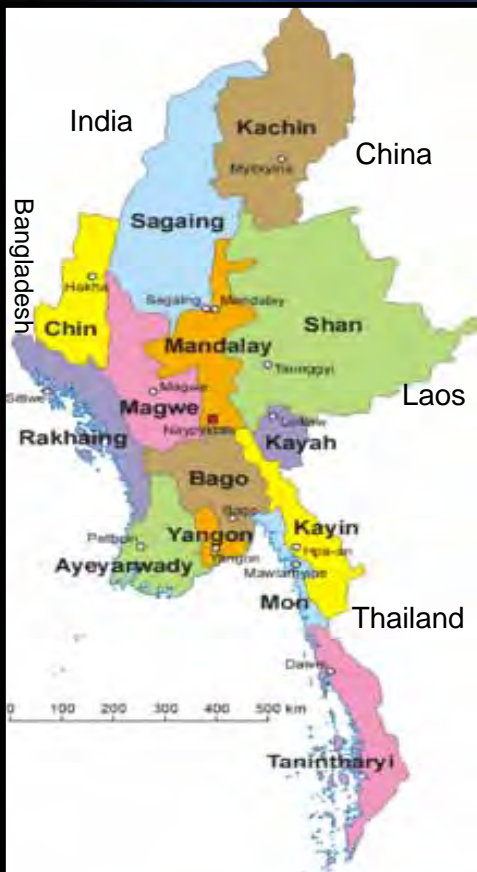 India
Kachin
China
Myitkyina
Sagaing
Bangladesh
Hakha
Chin
Sagaing
Mandalay
Shan
Mandalay
Taunggyi
Magwe
Laos
Sittwe
Magwe
Loikaw
Rakhaing
Naypyidaw
Kayah
Bago
Bago
Kayin
Pathein
Yangon
Hpa-an
Yangon
Ayeyarwady
Mawlamyine
Mon
Thailand
Dawei
0 100 200 300 400 500 km
Tanintharyi